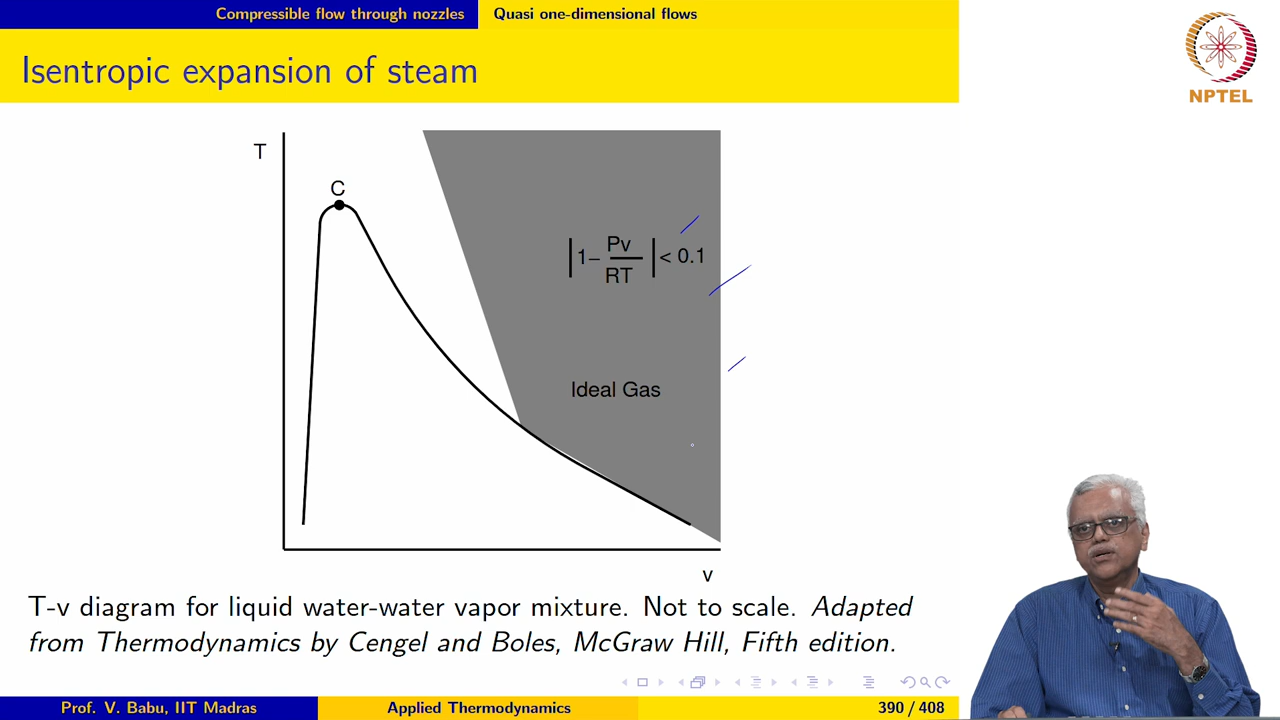 Compressible flow through nozzles Quasi one-dimensional flows
NPTEL
Isentropic expansion of steam
T
C
|1− Pv/RT| < 0.1
Ideal Gas
v
T-v diagram for liquid water-water vapor mixture. Not to scale. Adapted
from Thermodynamics by Cengel and Boles, McGraw Hill, Fifth edition.
Prof. V. Babu, IIT Madras Applied Thermodynamics 390 / 408